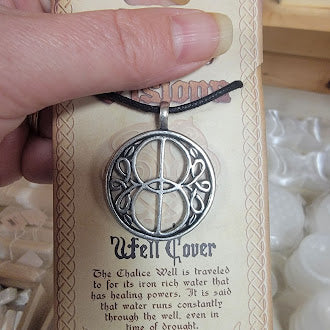 Well Cover
The Chalice Well is traveled
to for its iron rich water that
has healing powers. It is said
that water runs constantly
through the well, even in
time of drought.